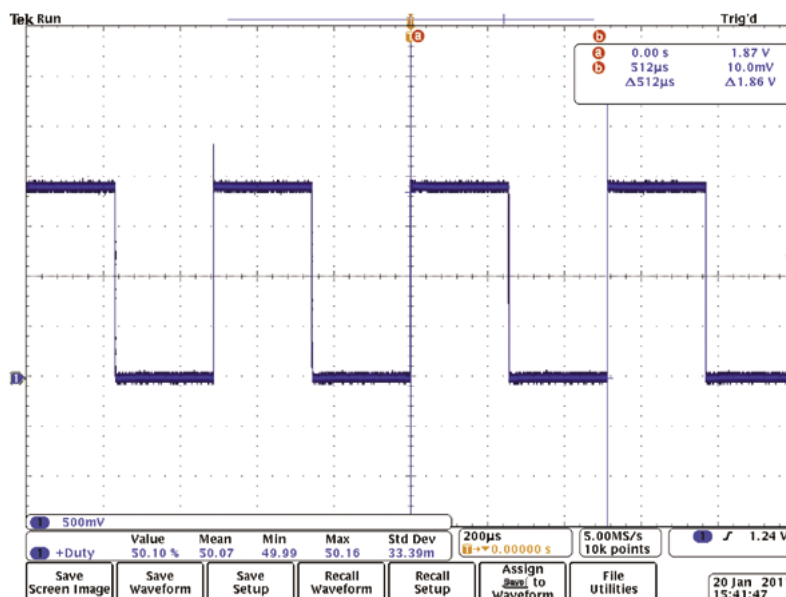 Tek Run Trig'd
T
T a b
a 0.00 s 1.87 V
b 512µs 10.0mV
Δ512µs Δ1.86 V
1
1 500mV
Value Mean Min Max Std Dev
1 +Duty 50.10 % 50.07 49.99 50.16 33.39m
200µs
T→▼0.00000 s
5.00MS/s
10k points
1 ƒ 1.24 V
Save Screen Image
Save Waveform
Save Setup
Recall Waveform
Recall Setup
Assign Save to Waveform
File Utilities
20 Jan
15:41:47